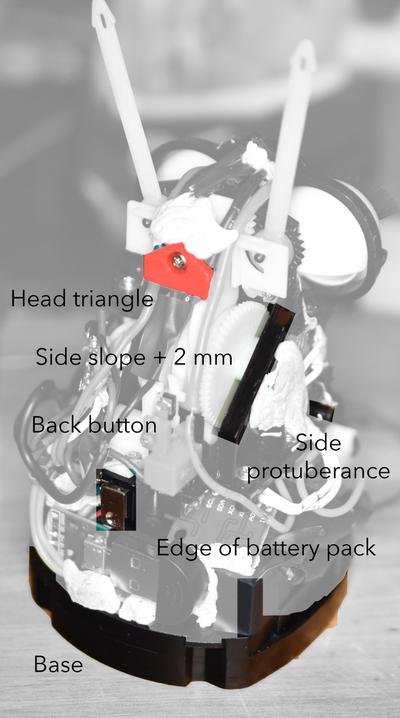 Head triangle
Side slope + 2 mm
Back button
Side
protuberance
Edge of battery pack
Base